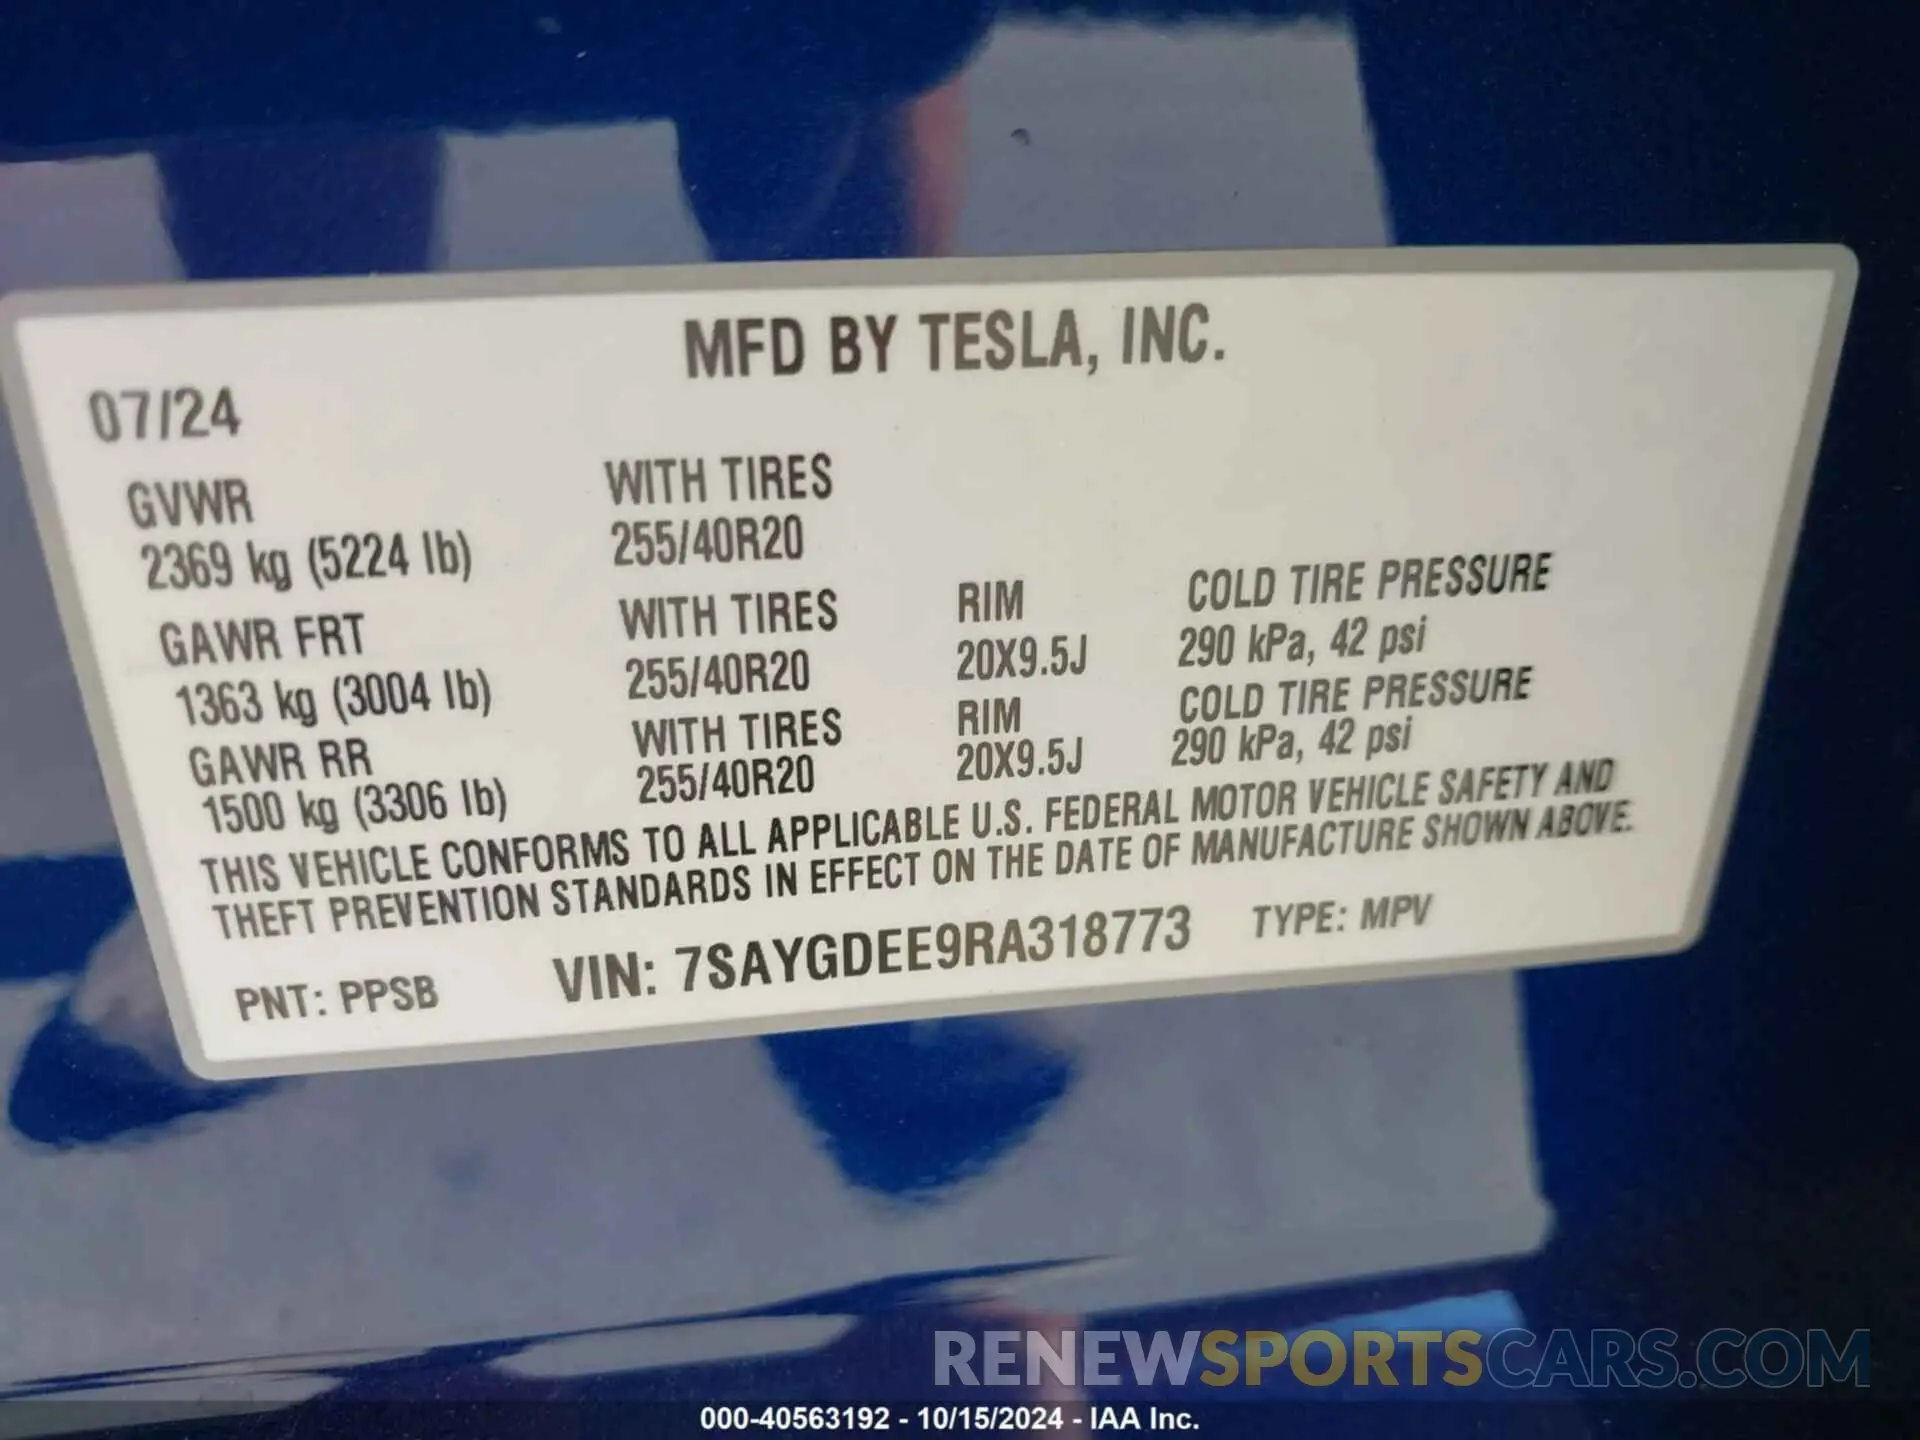 MFD BY TESLA, INC.
07/24
GVWR WITH TIRES
2369 kg (5224 lb) 255/40R20
GAWR FRT WITH TIRES RIM COLD TIRE PRESSURE
1363 kg (3004 lb) 255/40R20 20X9.5J 290 kPa, 42 psi
GAWR RR WITH TIRES RIM COLD TIRE PRESSURE
1500 kg (3306 lb) 255/40R20 20X9.5J 290 kPa, 42 psi
THIS VEHICLE CONFORMS TO ALL APPLICABLE U.S. FEDERAL MOTOR VEHICLE SAFETY AND
THEFT PREVENTION STANDARDS IN EFFECT ON THE DATE OF MANUFACTURE SHOWN ABOVE.
PNT: PPSB VIN: 7SAYGDEE9RA318773 TYPE: MPV
RENEWSPORTSCARS.COM
000-40563192 - 10/15/2024 - IAA Inc.